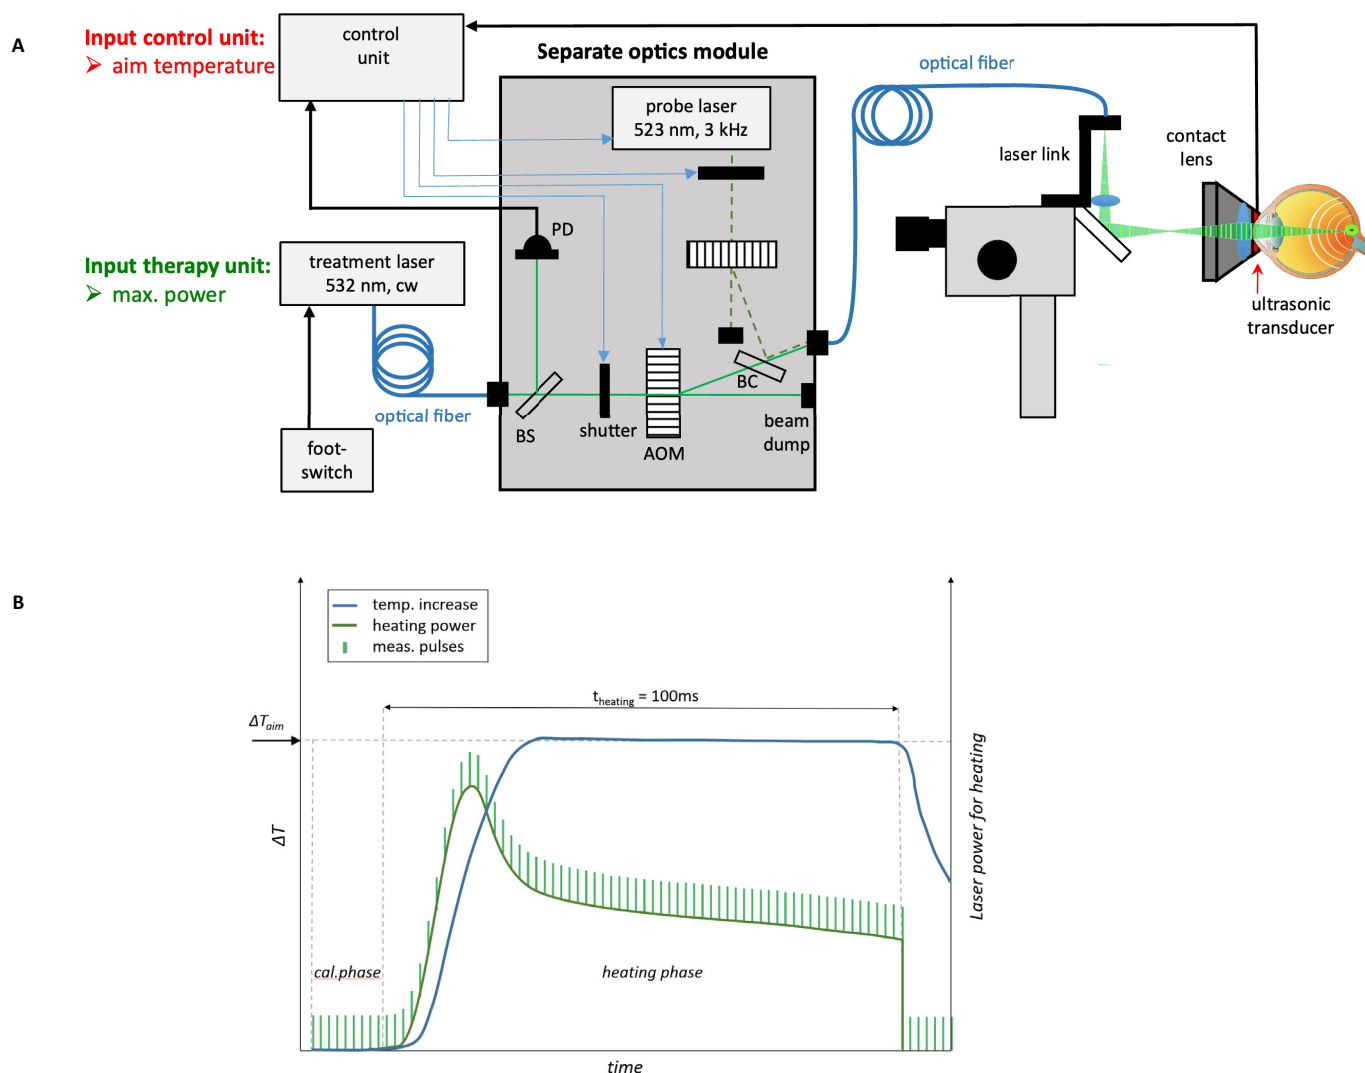 A
Input control unit:
➢ aim temperature
control
unit
Separate optics module
probe laser
523 nm, 3 kHz
optical fiber
laser link
contact
lens
ultrasonic
transducer
PD
Input therapy unit:
➢ max. power
treatment laser
532 nm, cw
optical fiber
foot-
switch
BS
shutter
AOM
BC
beam
dump
B
temp. increase
heating power
meas. pulses
t_heating = 100ms
ΔT_aim
ΔT
Laser power for heating
cal.phase
heating phase
time